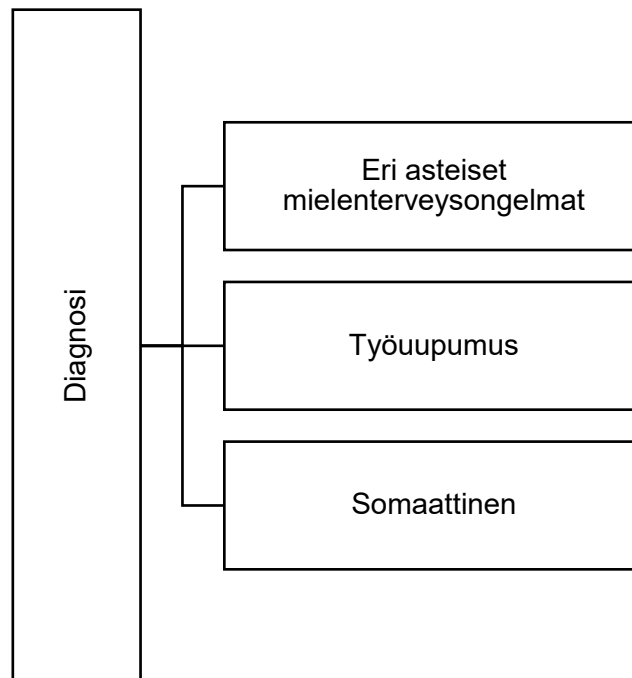 Diagnosi
Eri asteiset
mielenterveysongelmat
Työuupumus
Somaattinen